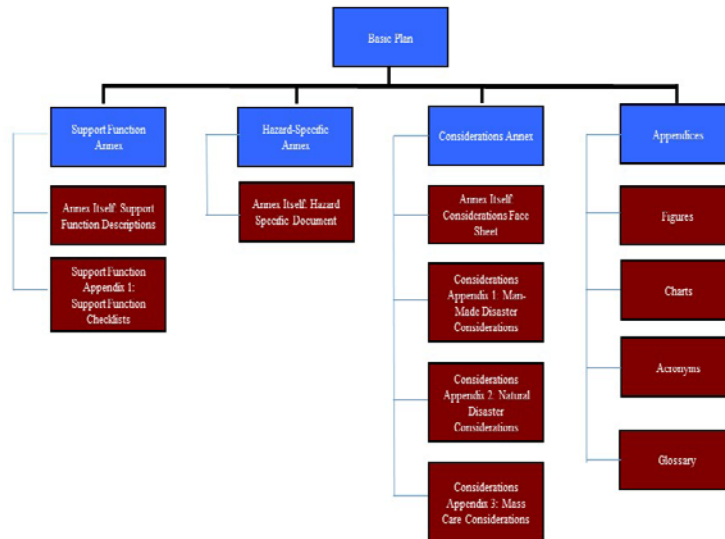 Basic Plan
Support Function
Annex
Hazard-Specific
Annex
Considerations Annex
Appendices
Annex Itself: Support
Function Descriptions
Annex Itself: Hazard
Specific Document
Annex Itself:
Considerations Face
Sheet
Figures
Support Function
Appendix 1:
Support Function
Checklists
Considerations
Appendix 1: Man-
Made Disaster
Considerations
Charts
Considerations
Appendix 2: Natural
Disaster
Considerations
Acronyms
Considerations
Appendix 3: Mass
Care Considerations
Glossary